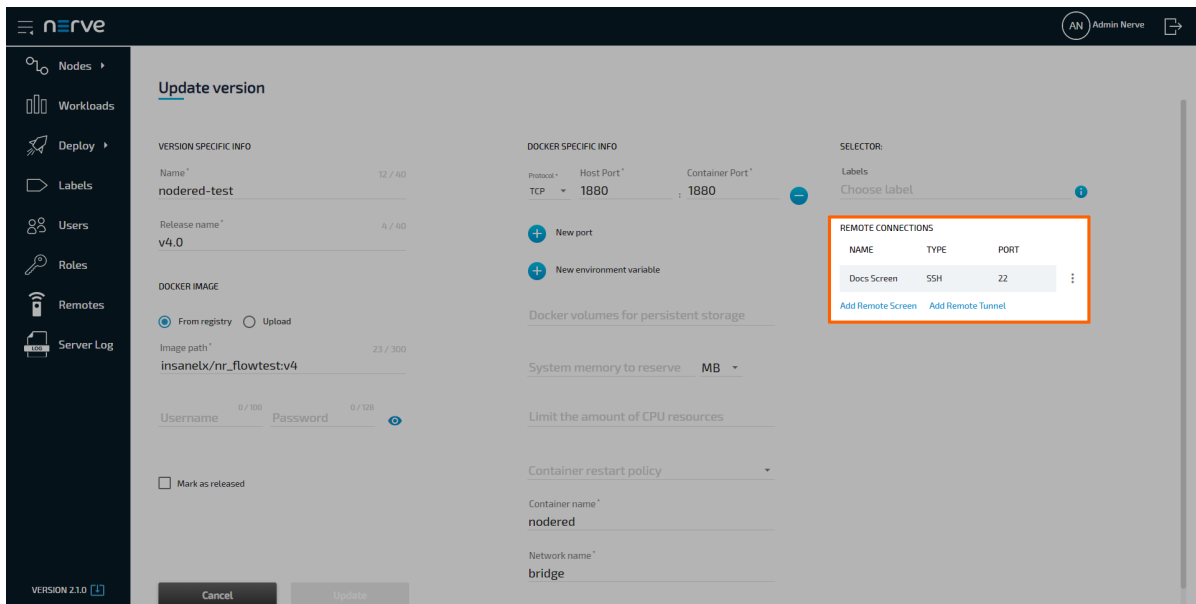 nerve
AN Admin Nerve
Nodes
Workloads
Deploy
Labels
Users
Roles
Remotes
LOG Server Log
VERSION 2.1.0
Update version
VERSION SPECIFIC INFO
Name*
12 / 40
nodered-test
Release name*
4 / 40
v4.0
DOCKER IMAGE
From registry Upload
Image path*
23 / 300
insanelx/nr_flowtest:v4
0 / 100 0 / 128
Username Password
Mark as released
Cancel Update
DOCKER SPECIFIC INFO
Protocol* Host Port* Container Port*
TCP 1880 : 1880
New port
New environment variable
Docker volumes for persistent storage
System memory to reserve MB
Limit the amount of CPU resources
Container restart policy
Container name*
nodered
Network name*
bridge
SELECTOR:
Labels
Choose label
REMOTE CONNECTIONS
NAME TYPE PORT
Docs Screen SSH 22
Add Remote Screen Add Remote Tunnel